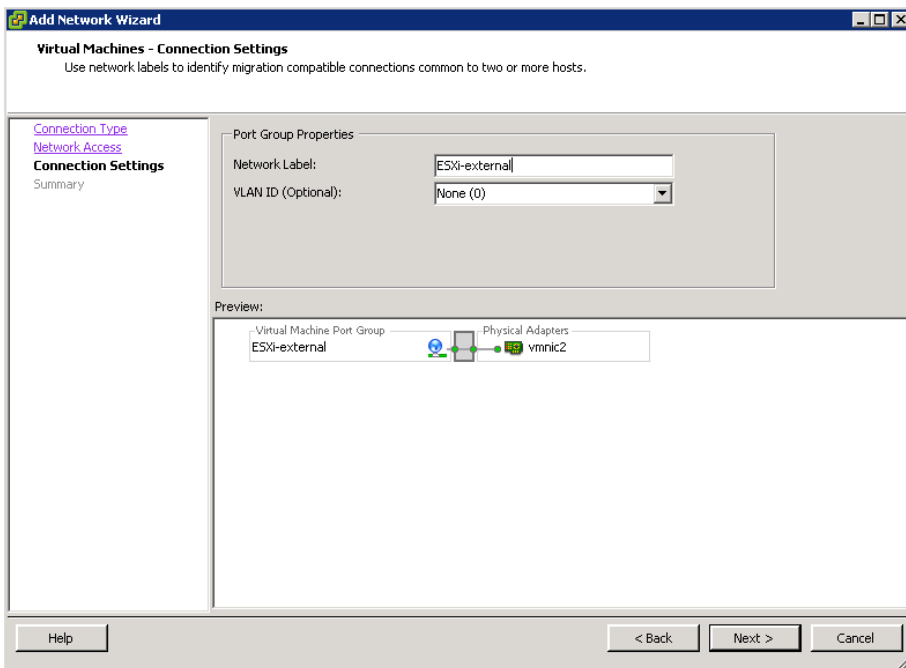 Add Network Wizard
Virtual Machines - Connection Settings
Use network labels to identify migration compatible connections common to two or more hosts.
Connection Type
Network Access
Connection Settings
Summary
Port Group Properties
Network Label:
ESXi-external
VLAN ID (Optional):
None (0)
Preview:
Virtual Machine Port Group
Physical Adapters
ESXi-external
vmnic2
Help
< Back
Next >
Cancel